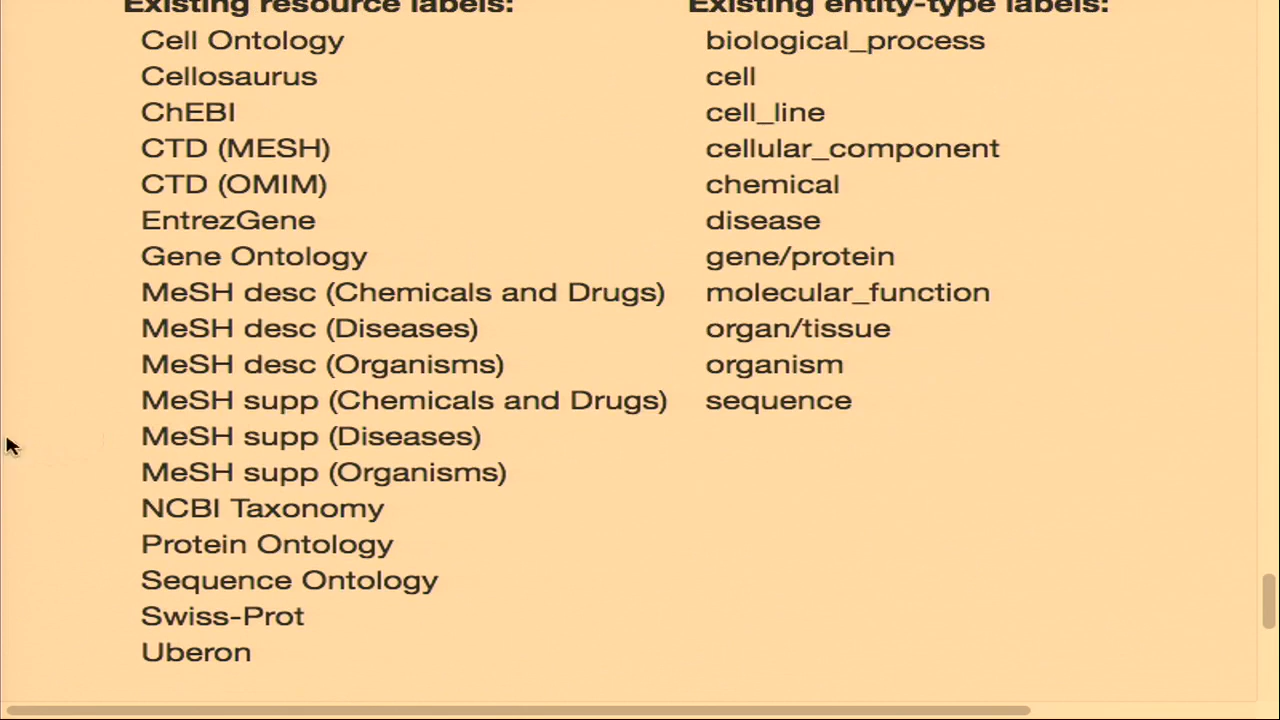 Existing resource labels:
Cell Ontology
Cellosaurus
ChEBI
CTD (MESH)
CTD (OMIM)
EntrezGene
Gene Ontology
MeSH desc (Chemicals and Drugs)
MeSH desc (Diseases)
MeSH desc (Organisms)
MeSH supp (Chemicals and Drugs)
MeSH supp (Diseases)
MeSH supp (Organisms)
NCBI Taxonomy
Protein Ontology
Sequence Ontology
Swiss-Prot
Uberon
Existing entity-type labels:
biological_process
cell
cell_line
cellular_component
chemical
disease
gene/protein
molecular_function
organ/tissue
organism
sequence